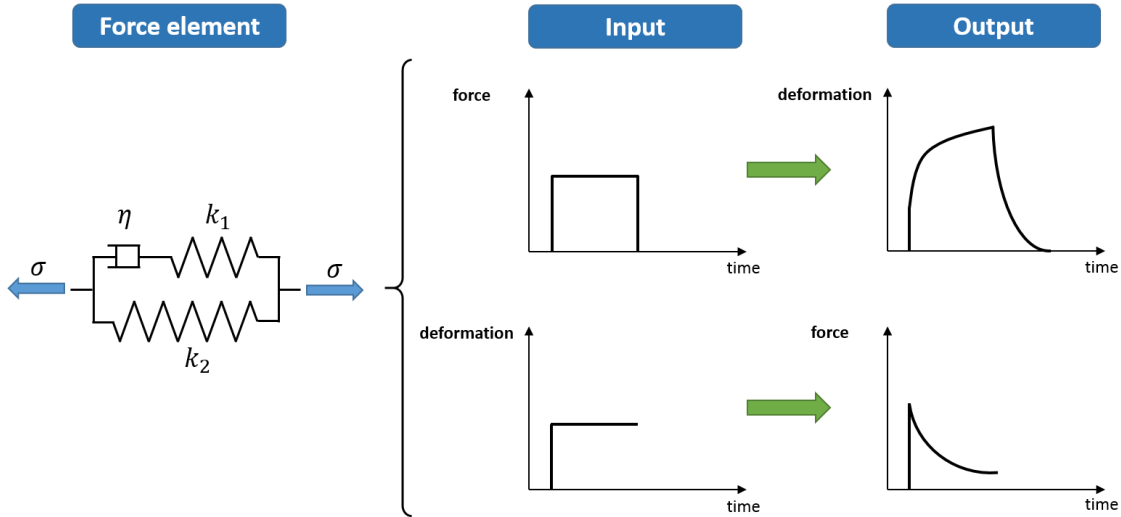 Force element
Input
Output
force
time
deformation
time
η
k₁
σ
σ
k₂
deformation
time
force
time